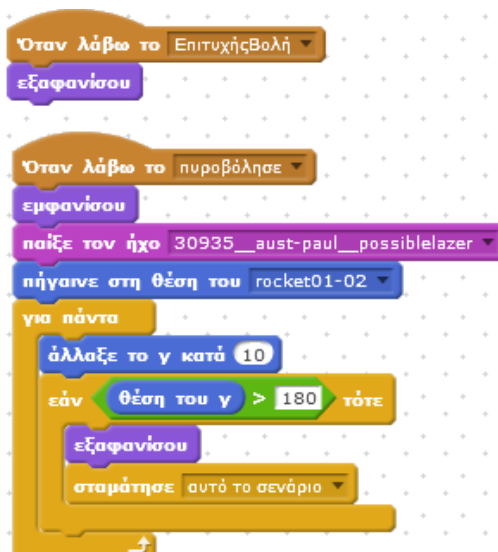 Όταν λάβω το ΕπιτυχήςΒολή
εξαφανίσου
Όταν λάβω το πυροβόλησε
εμφανίσου
παίξε τον ήχο 30935__aust-paul__possiblelazer
πήγαινε στη θέση του rocket01-02
για πάντα
άλλαξε το y κατά 10
εάν θέση του y > 180 τότε
εξαφανίσου
σταμάτησε αυτό το σενάριο